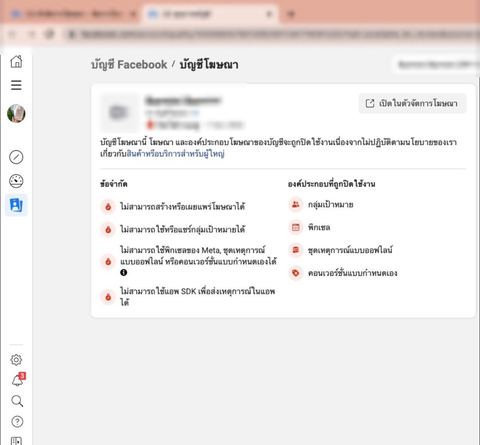 บัญชี Facebook / บัญชีโฆษณา
เปิดในตัวจัดการโฆษณา
บัญชีโฆษณานี้ โฆษณา และองค์ประกอบโฆษณาของบัญชีจะถูกปิดใช้งานเนื่องจากไม่ปฏิบัติตามนโยบายของเรา
เกี่ยวกับสินค้าหรือบริการสำหรับผู้ใหญ่
ข้อจำกัด
ไม่สามารถสร้างหรือเผยแพร่โฆษณาได้
ไม่สามารถใช้หรือแชร์กลุ่มเป้าหมายได้
ไม่สามารถใช้พิกเซลของ Meta, ชุดเหตุการณ์
แบบออฟไลน์ หรือคอนเวอร์ชั่นแบบกำหนดเองได้
ไม่สามารถใช้แอพ SDK เพื่อส่งเหตุการณ์ในแอพ
ได้
องค์ประกอบที่ถูกปิดใช้งาน
กลุ่มเป้าหมาย
พิกเซล
ชุดเหตุการณ์แบบออฟไลน์
คอนเวอร์ชั่นแบบกำหนดเอง
3